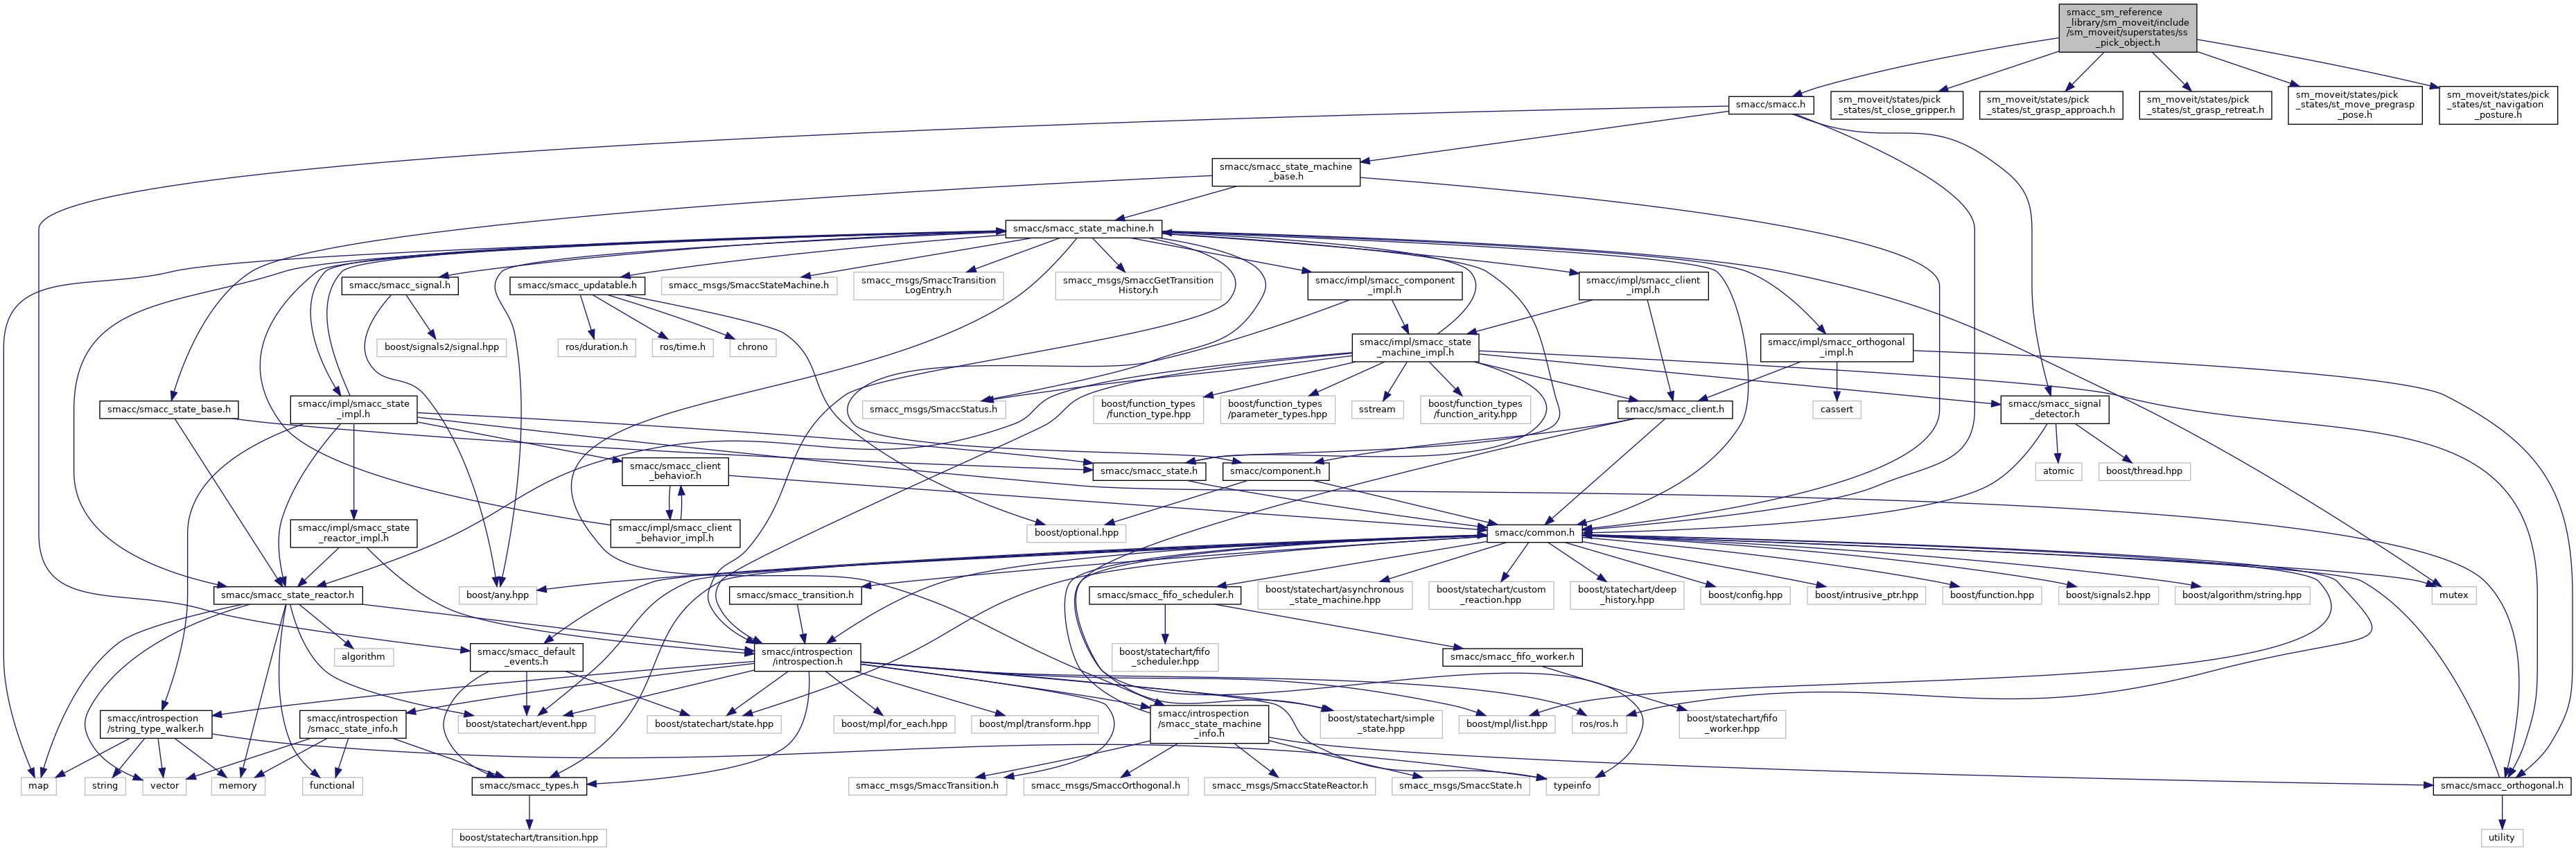 smacc_sm_reference
_library/sm_moveit/include
/sm_moveit/superstates/ss
_pick_object.h
smacc/smacc.h
sm_moveit/states/pick
_states/st_close_gripper.h
sm_moveit/states/pick
_states/st_grasp_approach.h
sm_moveit/states/pick
_states/st_grasp_retreat.h
sm_moveit/states/pick
_states/st_move_pregrasp
_pose.h
sm_moveit/states/pick
_states/st_navigation
_posture.h
smacc/smacc_state_machine
_base.h
smacc/smacc_state_machine.h
smacc/smacc_signal.h
smacc/smacc_updatable.h
smacc_msgs/SmaccStateMachine.h
smacc_msgs/SmaccTransition
LogEntry.h
smacc_msgs/SmaccGetTransition
History.h
smacc/impl/smacc_component
_impl.h
smacc/impl/smacc_client
_impl.h
boost/signals2/signal.hpp
ros/duration.h
ros/time.h
chrono
smacc/impl/smacc_state
_machine_impl.h
smacc/impl/smacc_orthogonal
_impl.h
smacc/smacc_state_base.h
smacc/impl/smacc_state
_impl.h
smacc_msgs/SmaccStatus.h
boost/function_types
/function_type.hpp
boost/function_types
/parameter_types.hpp
sstream
boost/function_types
/function_arity.hpp
smacc/smacc_client.h
cassert
smacc/smacc_signal
_detector.h
smacc/smacc_client
_behavior.h
smacc/smacc_state.h
smacc/component.h
atomic
boost/thread.hpp
smacc/impl/smacc_state
_reactor_impl.h
smacc/impl/smacc_client
_behavior_impl.h
boost/optional.hpp
smacc/common.h
smacc/smacc_state_reactor.h
boost/any.hpp
smacc/smacc_transition.h
smacc/smacc_fifo_scheduler.h
boost/statechart/asynchronous
_state_machine.hpp
boost/statechart/custom
_reaction.hpp
boost/statechart/deep
_history.hpp
boost/config.hpp
boost/intrusive_ptr.hpp
boost/function.hpp
boost/signals2.hpp
boost/algorithm/string.hpp
mutex
algorithm
smacc/smacc_default
_events.h
smacc/introspection
/introspection.h
boost/statechart/fifo
_scheduler.hpp
smacc/smacc_fifo_worker.h
smacc/introspection
/string_type_walker.h
smacc/introspection
/smacc_state_info.h
boost/statechart/event.hpp
boost/statechart/state.hpp
boost/mpl/for_each.hpp
boost/mpl/transform.hpp
smacc/introspection
/smacc_state_machine
_info.h
boost/statechart/simple
_state.hpp
boost/mpl/list.hpp
ros/ros.h
boost/statechart/fifo
_worker.hpp
map
string
vector
memory
functional
smacc/smacc_types.h
smacc_msgs/SmaccTransition.h
smacc_msgs/SmaccOrthogonal.h
smacc_msgs/SmaccStateReactor.h
smacc_msgs/SmaccState.h
typeinfo
smacc/smacc_orthogonal.h
boost/statechart/transition.hpp
utility